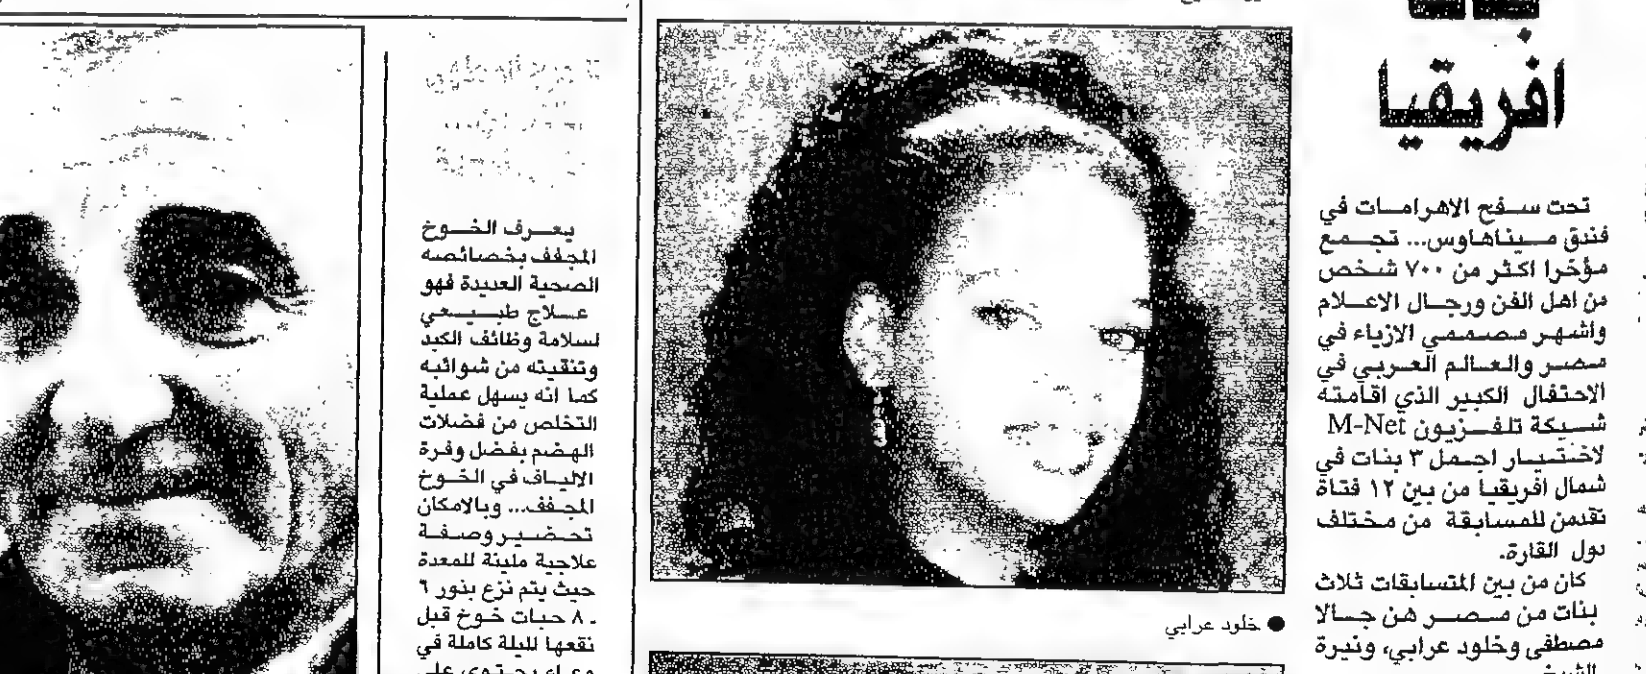 افريقيا
تحت سفح الاهرامات في
فندق ميناهاوس... تجمع
مؤخرا اكثر من ٧٠٠ شخص
من اهل الفن ورجال الاعلام
واشهر مصممي الازياء في
مصر والعالم العربي في
الاحتفال الكبير الذي اقامته
شبكة تلفزيون M-Net
لاختيار اجمل ٣ بنات في
شمال افريقيا من بين ١٢ فتاة
تقدمن للمسابقة من مختلف
دول القارة.
كان من بين المتسابقات ثلاث
بنات من مصر هن جالا
مصطفى وخلود عرابي، ونيرة
● خلود عرابي
يعرف الخوخ
المجفف بخصائصه
الصحية العديدة فهو
علاج طبيعي
لسلامة وظائف الكبد
وتنقيته من شوائبه
كما انه يسهل عملية
التخلص من فضلات
الهضم بفضل وفرة
الالياف في الخوخ
المجفف... وبالامكان
تحضير وصفة
علاجية ملينة للمعدة
حيث يتم نزع بذور ٦
ـ ٨ حبات خوخ قبل
نقعها لليلة كاملة في